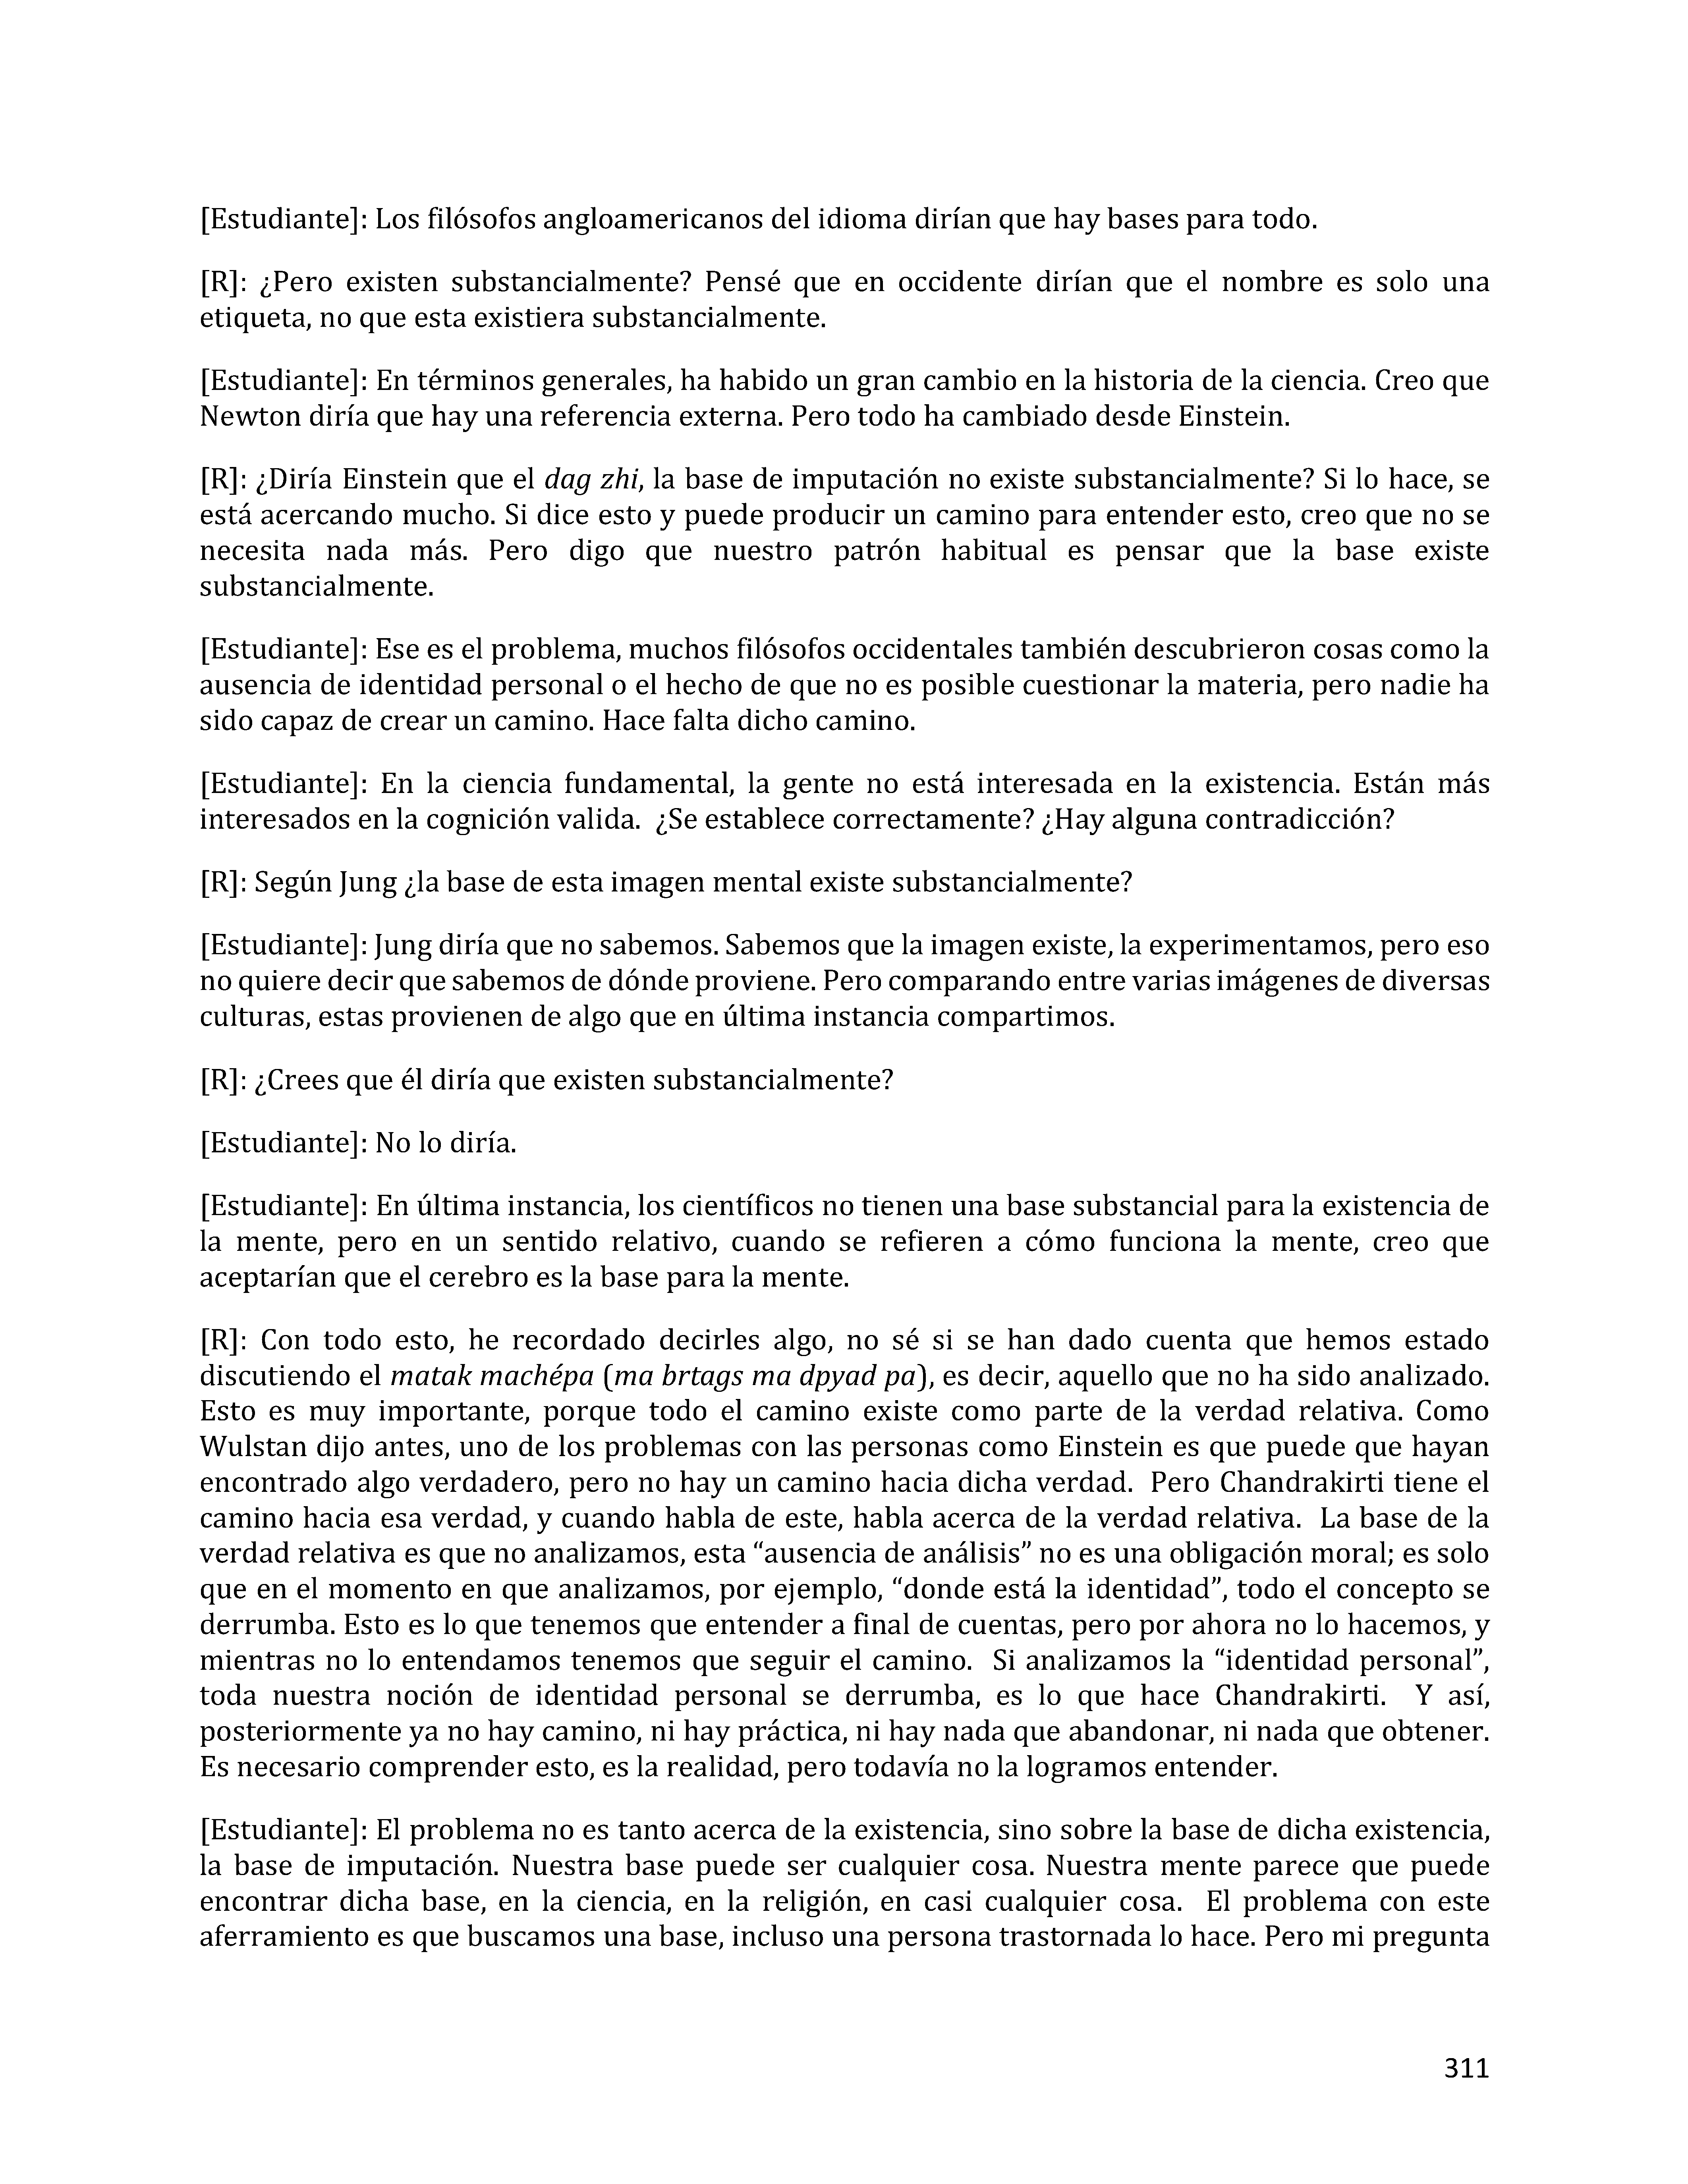 [Estudiante]: Los filósofos angloamericanos del idioma dirían que hay bases para todo.
[R]: ¿Pero existen substancialmente? Pensé que en occidente dirían que el nombre es solo una
etiqueta, no que esta existiera substancialmente.
[Estudiante]: En términos generales, ha habido un gran cambio en la historia de la ciencia. Creo que
Newton diría que hay una referencia externa. Pero todo ha cambiado desde Einstein.
[R]: ¿Diría Einstein que el dag zhi, la base de imputación no existe substancialmente? Si lo hace, se
está acercando mucho. Si dice esto y puede producir un camino para entender esto, creo que no se
necesita nada más. Pero digo que nuestro patrón habitual es pensar que la base existe
substancialmente.
[Estudiante]: Ese es el problema, muchos filósofos occidentales también descubrieron cosas como la
ausencia de identidad personal o el hecho de que no es posible cuestionar la materia, pero nadie ha
sido capaz de crear un camino. Hace falta dicho camino.
[Estudiante]: En la ciencia fundamental, la gente no está interesada en la existencia. Están más
interesados en la cognición valida.  ¿Se establece correctamente? ¿Hay alguna contradicción?
[R]: Según Jung ¿la base de esta imagen mental existe substancialmente?
[Estudiante]: Jung diría que no sabemos. Sabemos que la imagen existe, la experimentamos, pero eso
no quiere decir que sabemos de dónde proviene. Pero comparando entre varias imágenes de diversas
culturas, estas provienen de algo que en última instancia compartimos.
[R]: ¿Crees que él diría que existen substancialmente?
[Estudiante]: No lo diría.
[Estudiante]: En última instancia, los científicos no tienen una base substancial para la existencia de
la mente, pero en un sentido relativo, cuando se refieren a cómo funciona la mente, creo que
aceptarían que el cerebro es la base para la mente.
[R]: Con todo esto, he recordado decirles algo, no sé si se han dado cuenta que hemos estado
discutiendo el matak machépa (ma brtags ma dpyad pa), es decir, aquello que no ha sido analizado.
Esto es muy importante, porque todo el camino existe como parte de la verdad relativa. Como
Wulstan dijo antes, uno de los problemas con las personas como Einstein es que puede que hayan
encontrado algo verdadero, pero no hay un camino hacia dicha verdad.  Pero Chandrakirti tiene el
camino hacia esa verdad, y cuando habla de este, habla acerca de la verdad relativa.  La base de la
verdad relativa es que no analizamos, esta “ausencia de análisis” no es una obligación moral; es solo
que en el momento en que analizamos, por ejemplo, “donde está la identidad”, todo el concepto se
derrumba. Esto es lo que tenemos que entender a final de cuentas, pero por ahora no lo hacemos, y
mientras no lo entendamos tenemos que seguir el camino.  Si analizamos la “identidad personal”,
toda nuestra noción de identidad personal se derrumba, es lo que hace Chandrakirti.  Y así,
posteriormente ya no hay camino, ni hay práctica, ni hay nada que abandonar, ni nada que obtener.
Es necesario comprender esto, es la realidad, pero todavía no la logramos entender.
[Estudiante]: El problema no es tanto acerca de la existencia, sino sobre la base de dicha existencia,
la base de imputación. Nuestra base puede ser cualquier cosa. Nuestra mente parece que puede
encontrar dicha base, en la ciencia, en la religión, en casi cualquier cosa.  El problema con este
aferramiento es que buscamos una base, incluso una persona trastornada lo hace. Pero mi pregunta
311